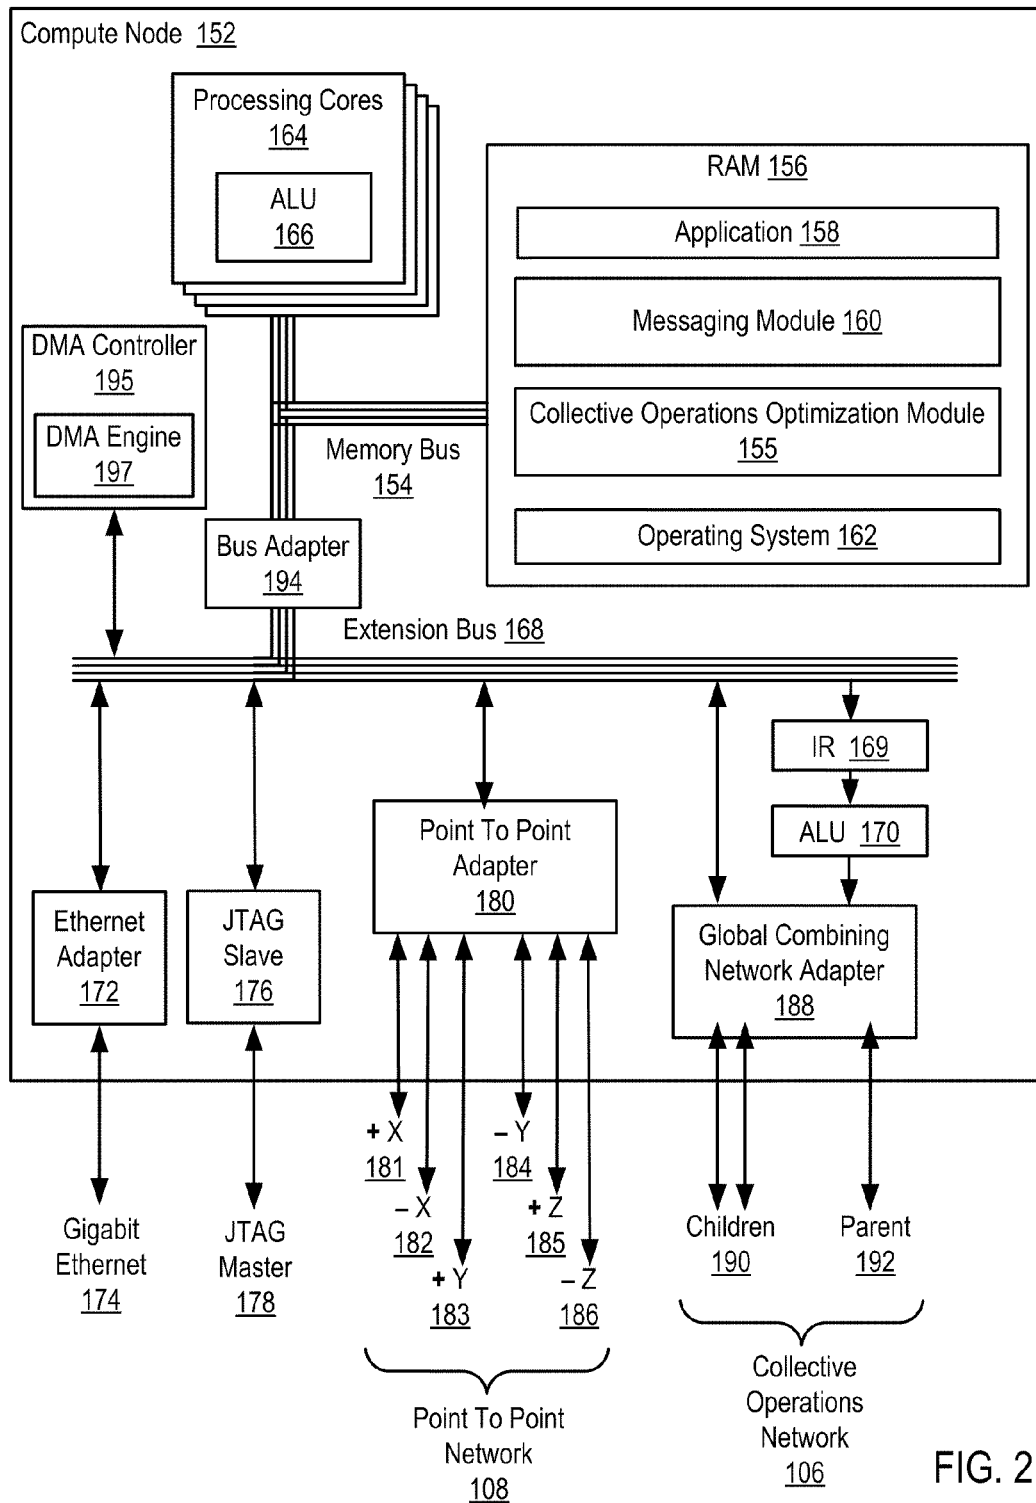 Compute Node 152
Processing Cores
164
ALU
166
RAM 156
Application 158
Messaging Module 160
Collective Operations Optimization Module
155
Operating System 162
DMA Controller
195
DMA Engine
197
Memory Bus
154
Bus Adapter
194
Extension Bus 168
IR 169
ALU 170
Point To Point
Adapter
180
Ethernet
Adapter
172
JTAG
Slave
176
Global Combining
Network Adapter
188
+ X
181
– X
182
+ Y
183
– Y
184
+ Z
185
– Z
186
Gigabit
Ethernet
174
JTAG
Master
178
Children
190
Parent
192
Point To Point
Network
108
Collective
Operations
Network
106
FIG. 2